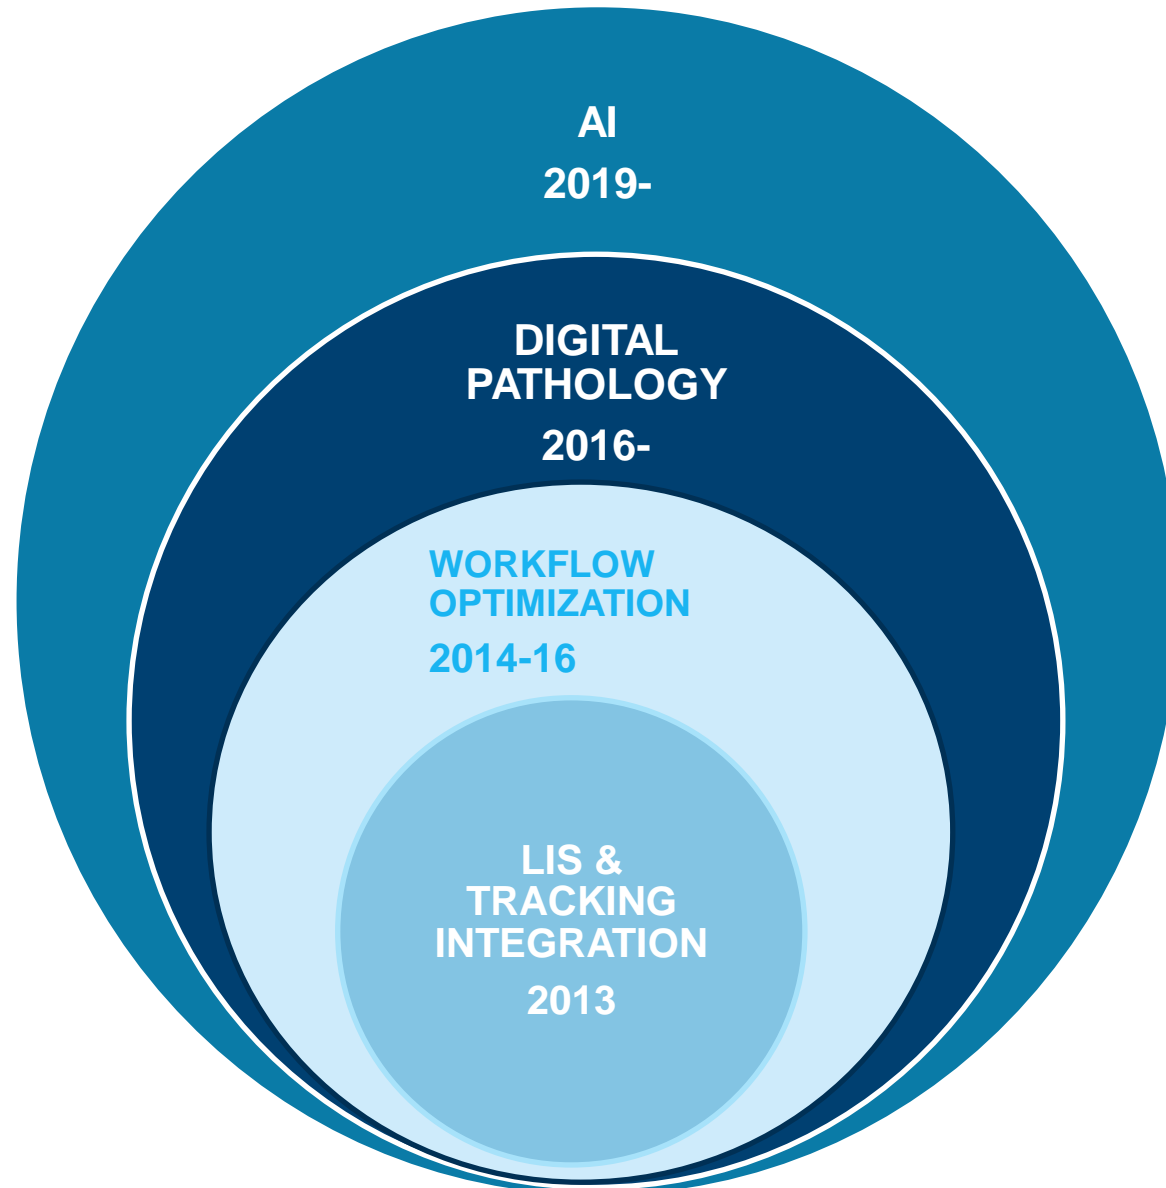 AI
2019-
DIGITAL
PATHOLOGY
2016-
WORKFLOW
OPTIMIZATION
2014-16
LIS &
TRACKING
INTEGRATION
2013